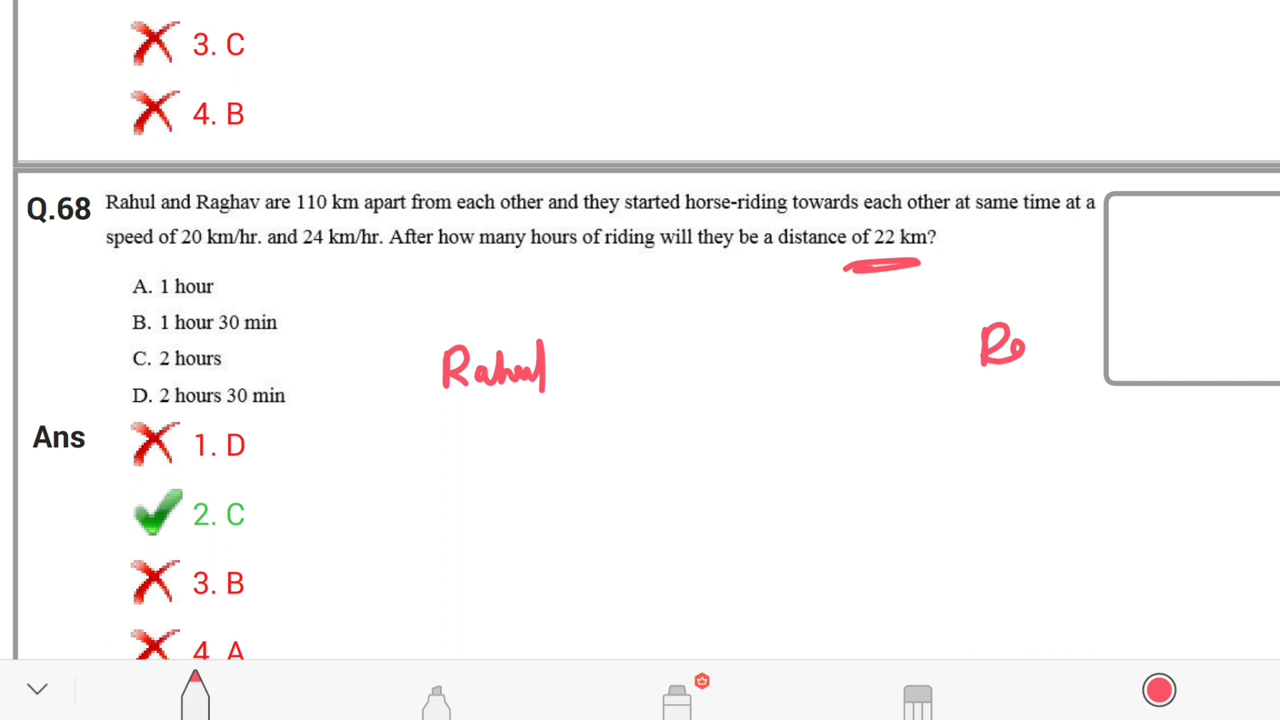 3. C
4. B
Q.68 Rahul and Raghav are 110 km apart from each other and they started horse-riding towards each other at same time at a
speed of 20 km/hr. and 24 km/hr. After how many hours of riding will they be a distance of 22 km?
A. 1 hour
B. 1 hour 30 min
C. 2 hours
D. 2 hours 30 min
Rahul
Ra
Ans
1. D
2. C
3. B
4. A